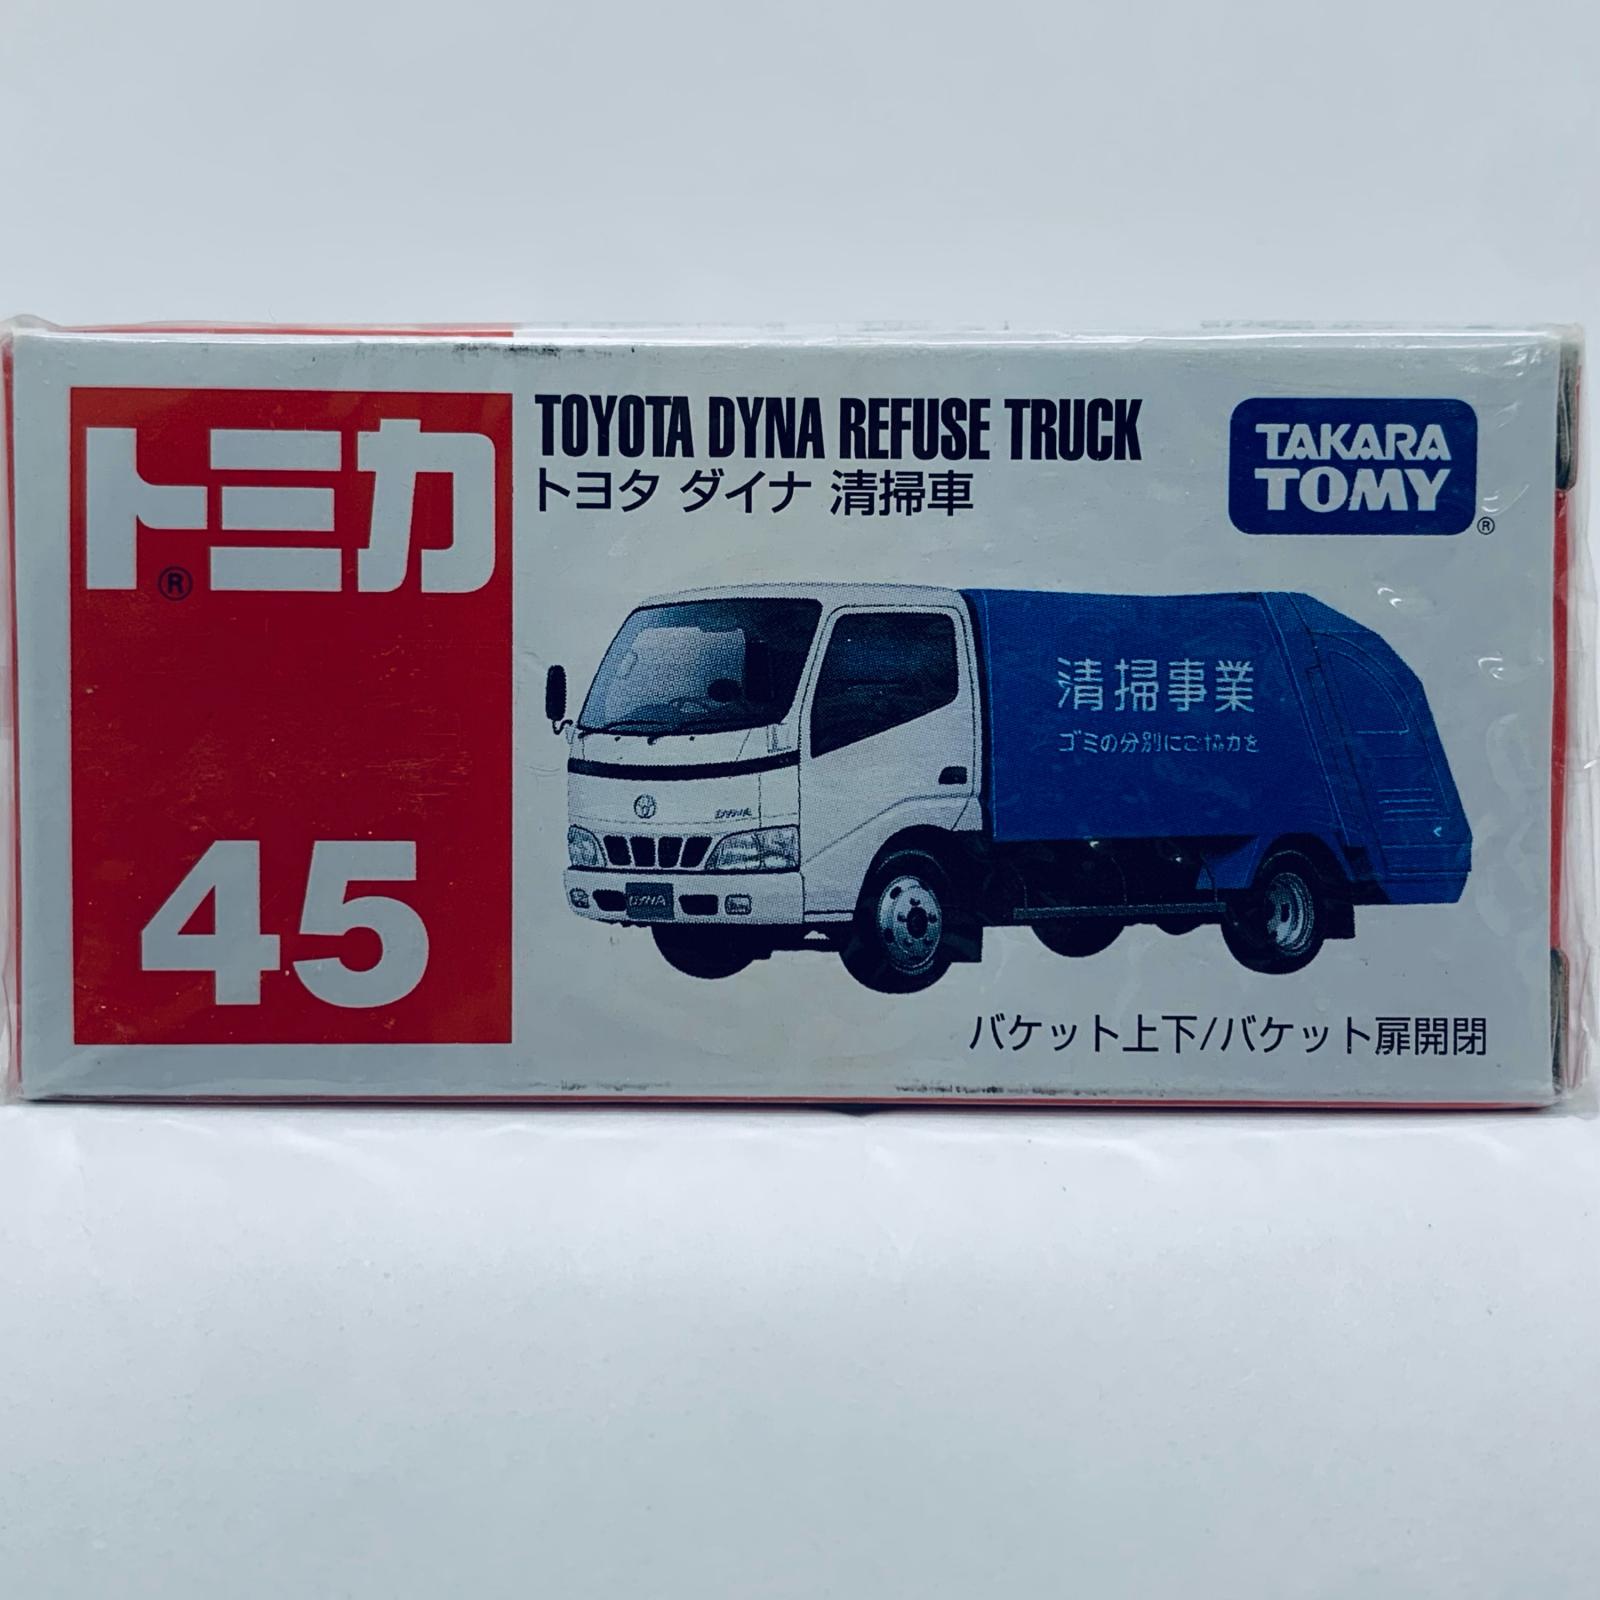 トミカ®
45
TOYOTA DYNA REFUSE TRUCK
トヨタ ダイナ 清掃車
TAKARA
TOMY®
清掃事業
ゴミの分別にご協力を
DYNA
DYNA
バケット上下/バケット扉開閉